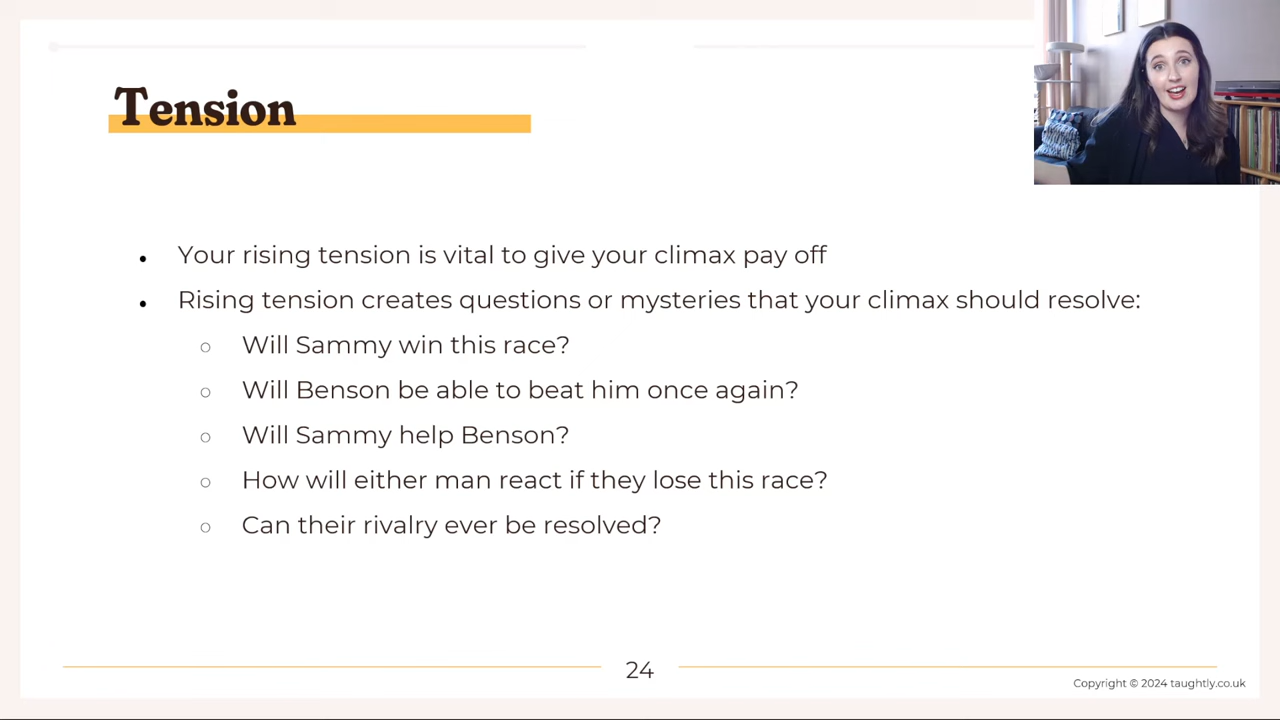 Tension
• Your rising tension is vital to give your climax pay off
• Rising tension creates questions or mysteries that your climax should resolve:
○ Will Sammy win this race?
○ Will Benson be able to beat him once again?
○ Will Sammy help Benson?
○ How will either man react if they lose this race?
○ Can their rivalry ever be resolved?
24
Copyright © 2024 taughtly.co.uk